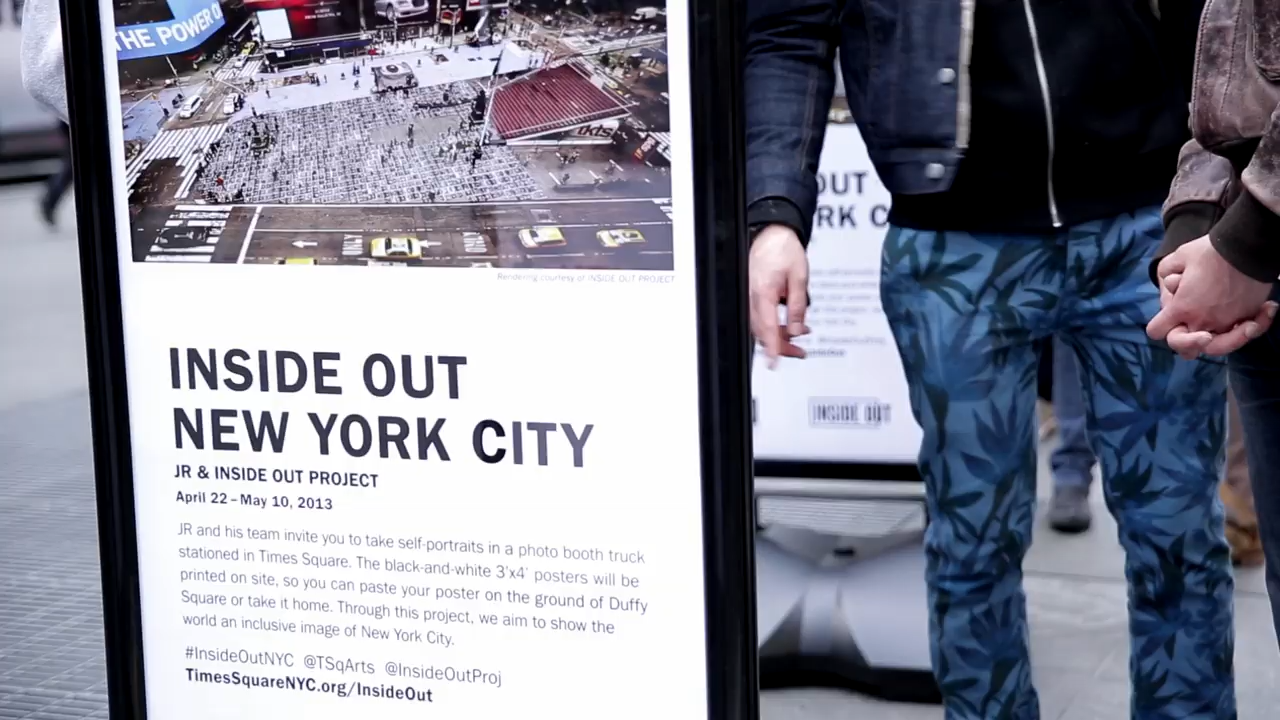 THE POWER O
tkts
Rendering courtesy of INSIDE OUT PROJECT
INSIDE OUT
NEW YORK CITY
JR & INSIDE OUT PROJECT
April 22 – May 10, 2013
JR and his team invite you to take self-portraits in a photo booth truck
stationed in Times Square. The black-and-white 3'x4' posters will be
printed on site, so you can paste your poster on the ground of Duffy
Square or take it home. Through this project, we aim to show the
world an inclusive image of New York City.
#InsideOutNYC @TSqArts @InsideOutProj
TimesSquareNYC.org/InsideOut
OUT
RK C
INSIDE OUT